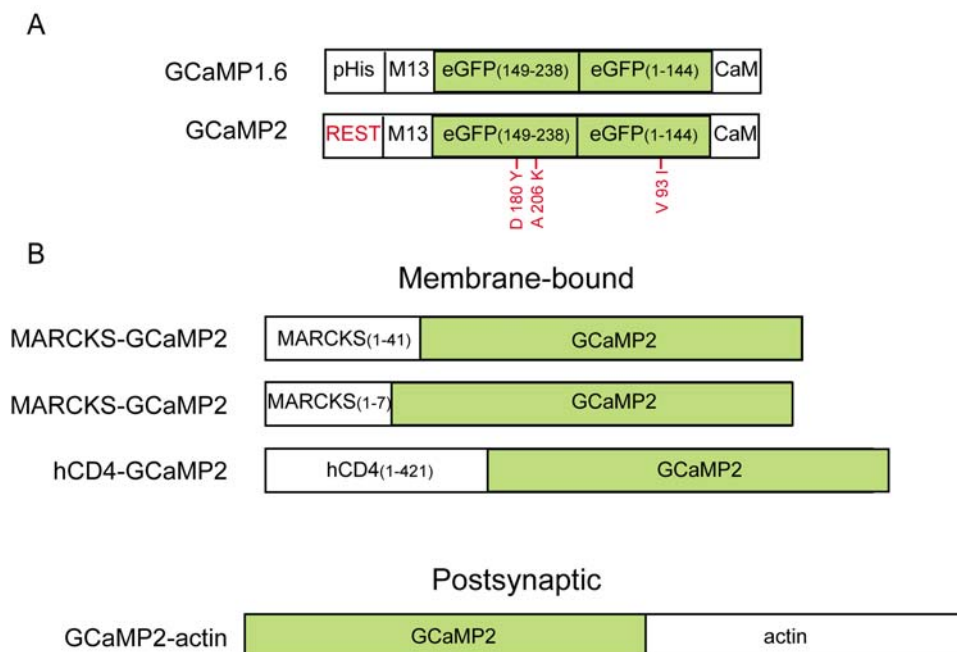 A
GCaMP1.6 pHis M13 eGFP(149-238) eGFP(1-144) CaM
GCaMP2 REST M13 eGFP(149-238) eGFP(1-144) CaM
D 180 Y
A 206 K
V 93 I
B
Membrane-bound
MARCKS-GCaMP2 MARCKS(1-41) GCaMP2
MARCKS-GCaMP2 MARCKS(1-7) GCaMP2
hCD4-GCaMP2 hCD4(1-421) GCaMP2
Postsynaptic
GCaMP2-actin GCaMP2 actin